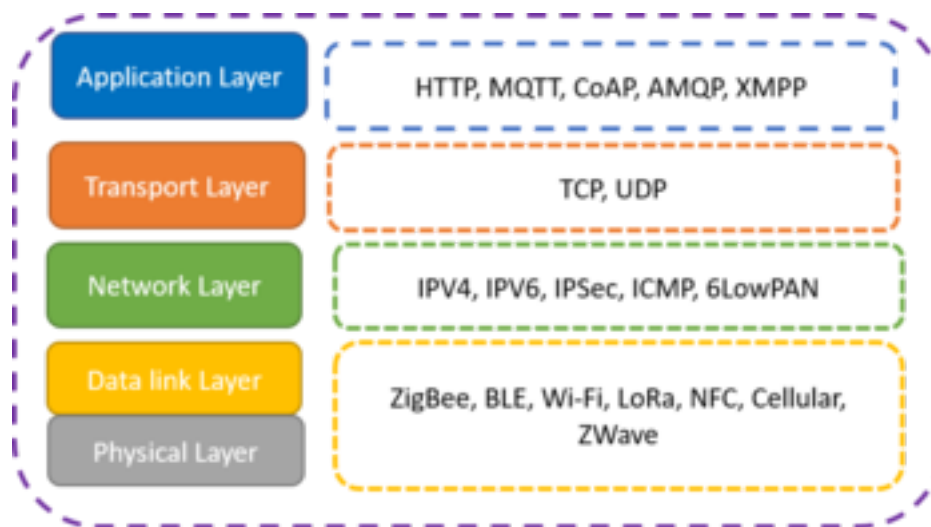 Application Layer
HTTP, MQTT, CoAP, AMQP, XMPP
Transport Layer
TCP, UDP
Network Layer
IPV4, IPV6, IPSec, ICMP, 6LowPAN
Data link Layer
Physical Layer
ZigBee, BLE, Wi-Fi, LoRa, NFC, Cellular,
ZWave